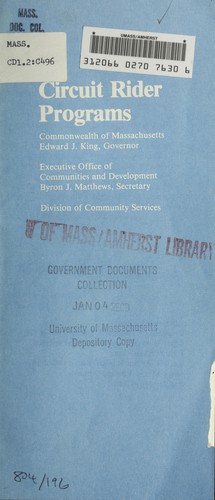 MASS.
DOC. COL.
MASS.
CD1.2:C496
UMASS/AMHERST
312066 0270 7630 6
Circuit Rider
Programs
Commonwealth of Massachusetts
Edward J. King, Governor
Executive Office of
Communities and Development
Byron J. Matthews, Secretary
Division of Community Services
OF MASS/AMHERST LIBRARY
GOVERNMENT DOCUMENTS
COLLECTION
JAN 04
University of Massachusetts
Depository Copy
804/196